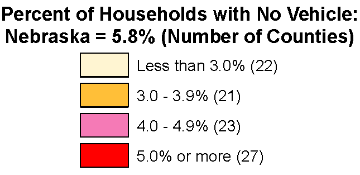 Percent of Households with No Vehicle:
Nebraska = 5.8% (Number of Counties)
Less than 3.0% (22)
3.0 - 3.9% (21)
4.0 - 4.9% (23)
5.0% or more (27)